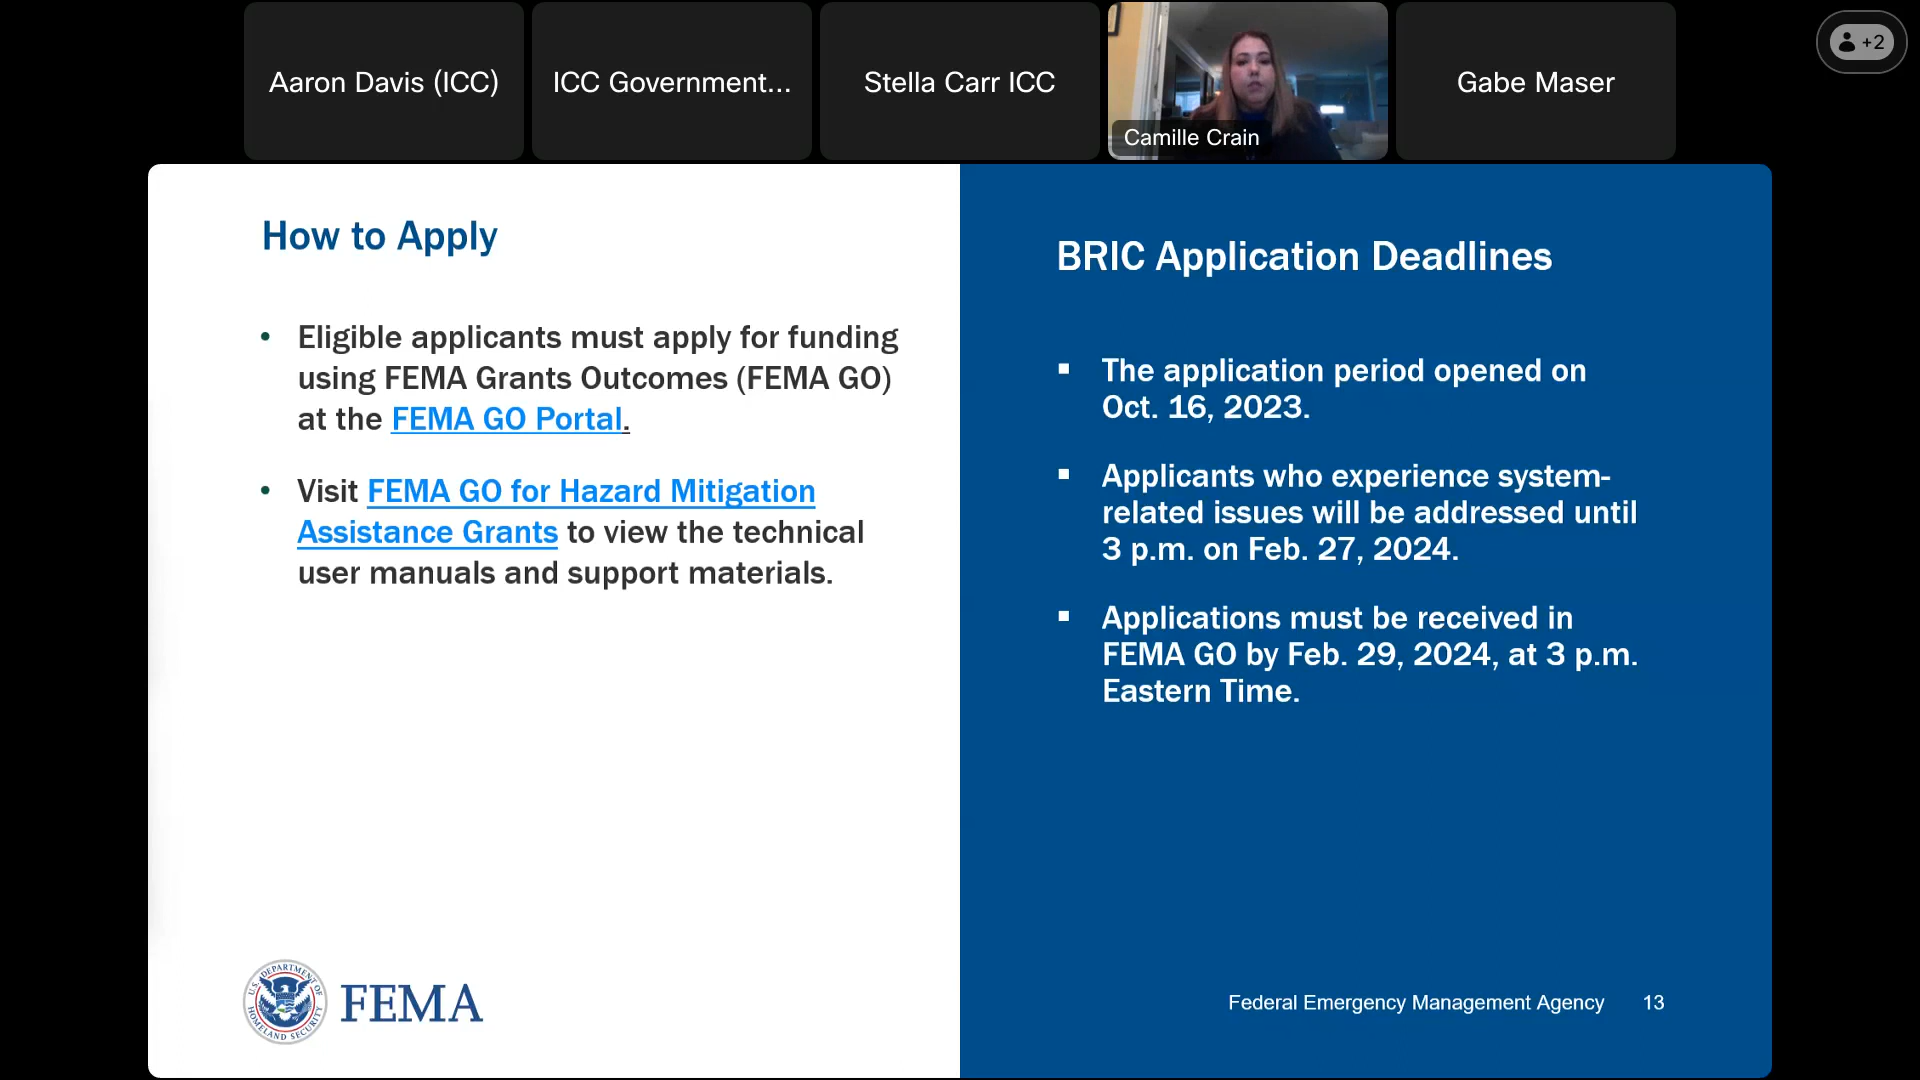 Aaron Davis (ICC)
ICC Government...
Stella Carr ICC
Camille Crain
Gabe Maser
+2
How to Apply
• Eligible applicants must apply for funding
using FEMA Grants Outcomes (FEMA GO)
at the FEMA GO Portal.
• Visit FEMA GO for Hazard Mitigation
Assistance Grants to view the technical
user manuals and support materials.
BRIC Application Deadlines
▪ The application period opened on
Oct. 16, 2023.
▪ Applicants who experience system-
related issues will be addressed until
3 p.m. on Feb. 27, 2024.
▪ Applications must be received in
FEMA GO by Feb. 29, 2024, at 3 p.m.
Eastern Time.
U.S. DEPARTMENT OF
HOMELAND SECURITY
FEMA
Federal Emergency Management Agency 13